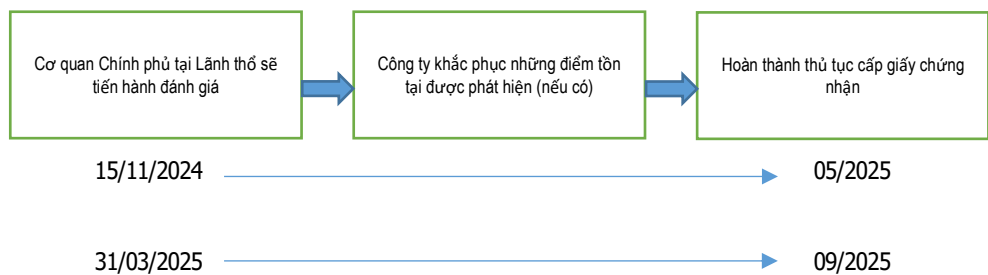 Cơ quan Chính phủ tại Lãnh thổ sẽ
tiến hành đánh giá
Công ty khắc phục những điểm tồn
tại được phát hiện (nếu có)
Hoàn thành thủ tục cấp giấy chứng
nhận
15/11/2024
05/2025
31/03/2025
09/2025